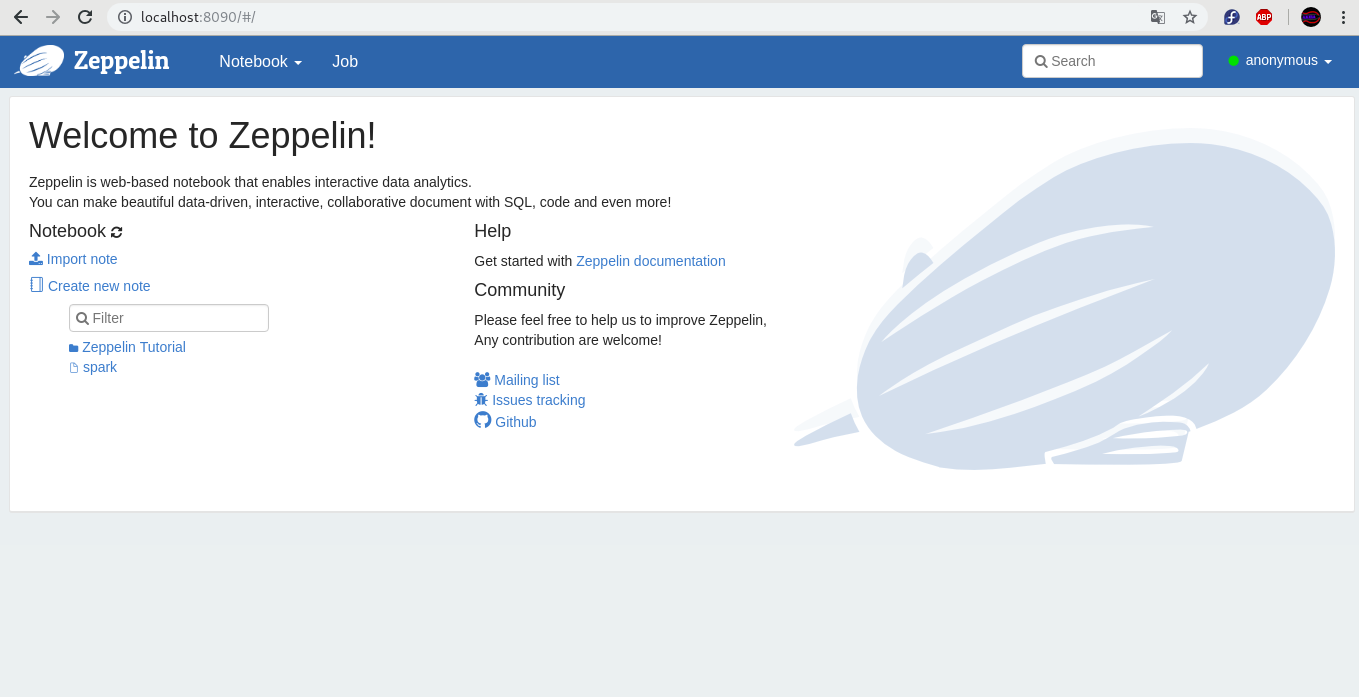 localhost:8090/#/
ABP
Zeppelin
Notebook
Job
Search
anonymous
Welcome to Zeppelin!
Zeppelin is web-based notebook that enables interactive data analytics.
You can make beautiful data-driven, interactive, collaborative document with SQL, code and even more!
Notebook
Import note
Create new note
Filter
Zeppelin Tutorial
spark
Help
Get started with Zeppelin documentation
Community
Please feel free to help us to improve Zeppelin,
Any contribution are welcome!
Mailing list
Issues tracking
Github